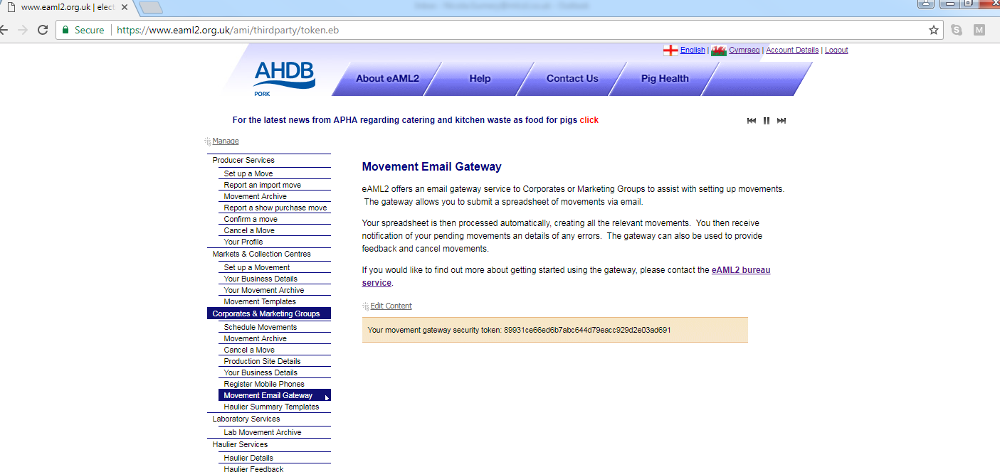 www.eaml2.org.uk | elect
Secure
https://www.eaml2.org.uk/ami/thirdparty/token.eb
M
English | Cymraeg | Account Details | Logout
AHDB
PORK
About eAML2
Help
Contact Us
Pig Health
For the latest news from APHA regarding catering and kitchen waste as food for pigs click
Manage
Producer Services
Set up a Move
Report an import move
Movement Archive
Report a show purchase move
Confirm a move
Cancel a Move
Your Profile
Markets & Collection Centres
Set up a Movement
Your Business Details
Your Movement Archive
Movement Templates
Corporates & Marketing Groups
Schedule Movements
Movement Archive
Cancel a Move
Production Site Details
Your Business Details
Register Mobile Phones
Movement Email Gateway
Haulier Summary Templates
Laboratory Services
Lab Movement Archive
Haulier Services
Haulier Details
Haulier Feedback
Movement Email Gateway
eAML2 offers an email gateway service to Corporates or Marketing Groups to assist with setting up movements.
The gateway allows you to submit a spreadsheet of movements via email.
Your spreadsheet is then processed automatically, creating all the relevant movements. You then receive
notification of your pending movements an details of any errors. The gateway can also be used to provide
feedback and cancel movements.
If you would like to find out more about getting started using the gateway, please contact the eAML2 bureau
service.
Edit Content
Your movement gateway security token: 89931ce66ed6b7abc644d79eacc929d2e03ad691